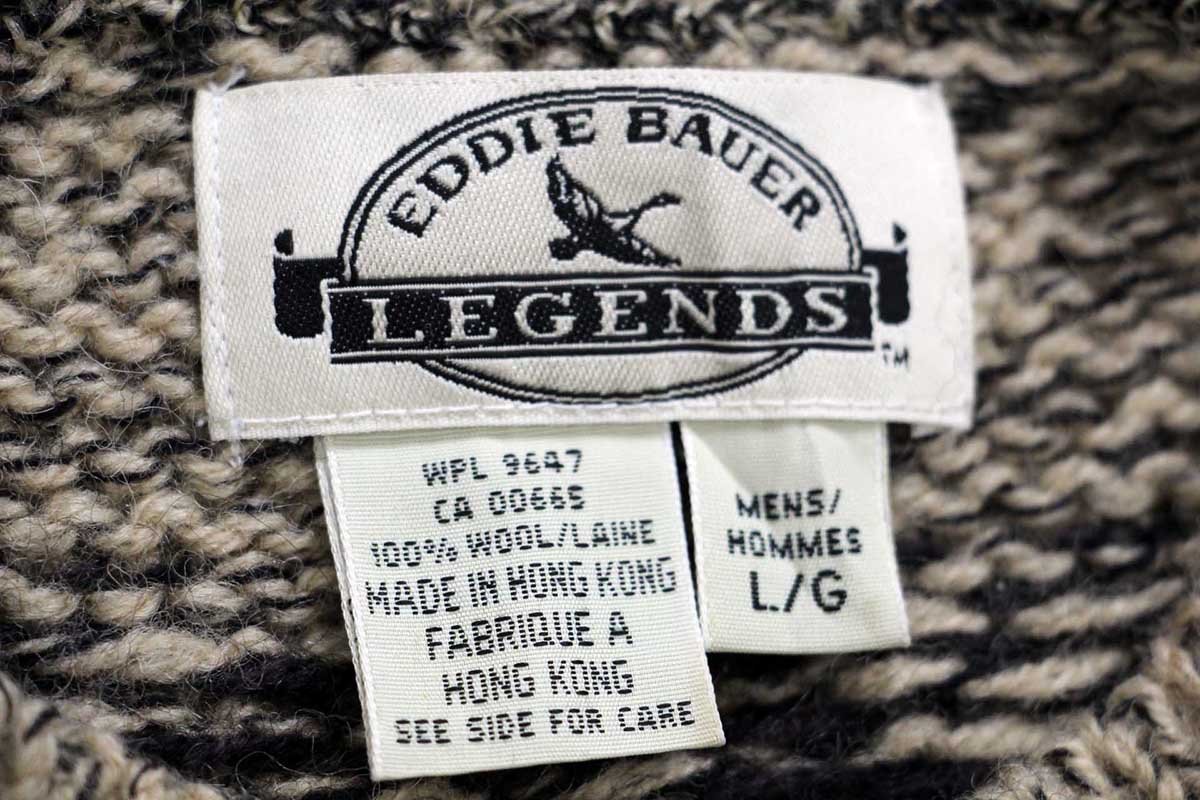 EDDIE BAUER
LEGENDS
TM
WPL 9647
CA 00665
100% WOOL/LAINE
MADE IN HONG KONG
FABRIQUE A
HONG KONG
SEE SIDE FOR CARE
MENS/
HOMMES
L/G